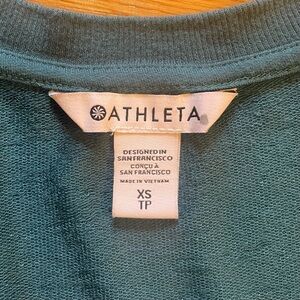 ATHLETA
DESIGNED IN
SAN FRANCISCO
CONÇU À
SAN FRANCISCO
MADE IN VIETNAM
XS
TP